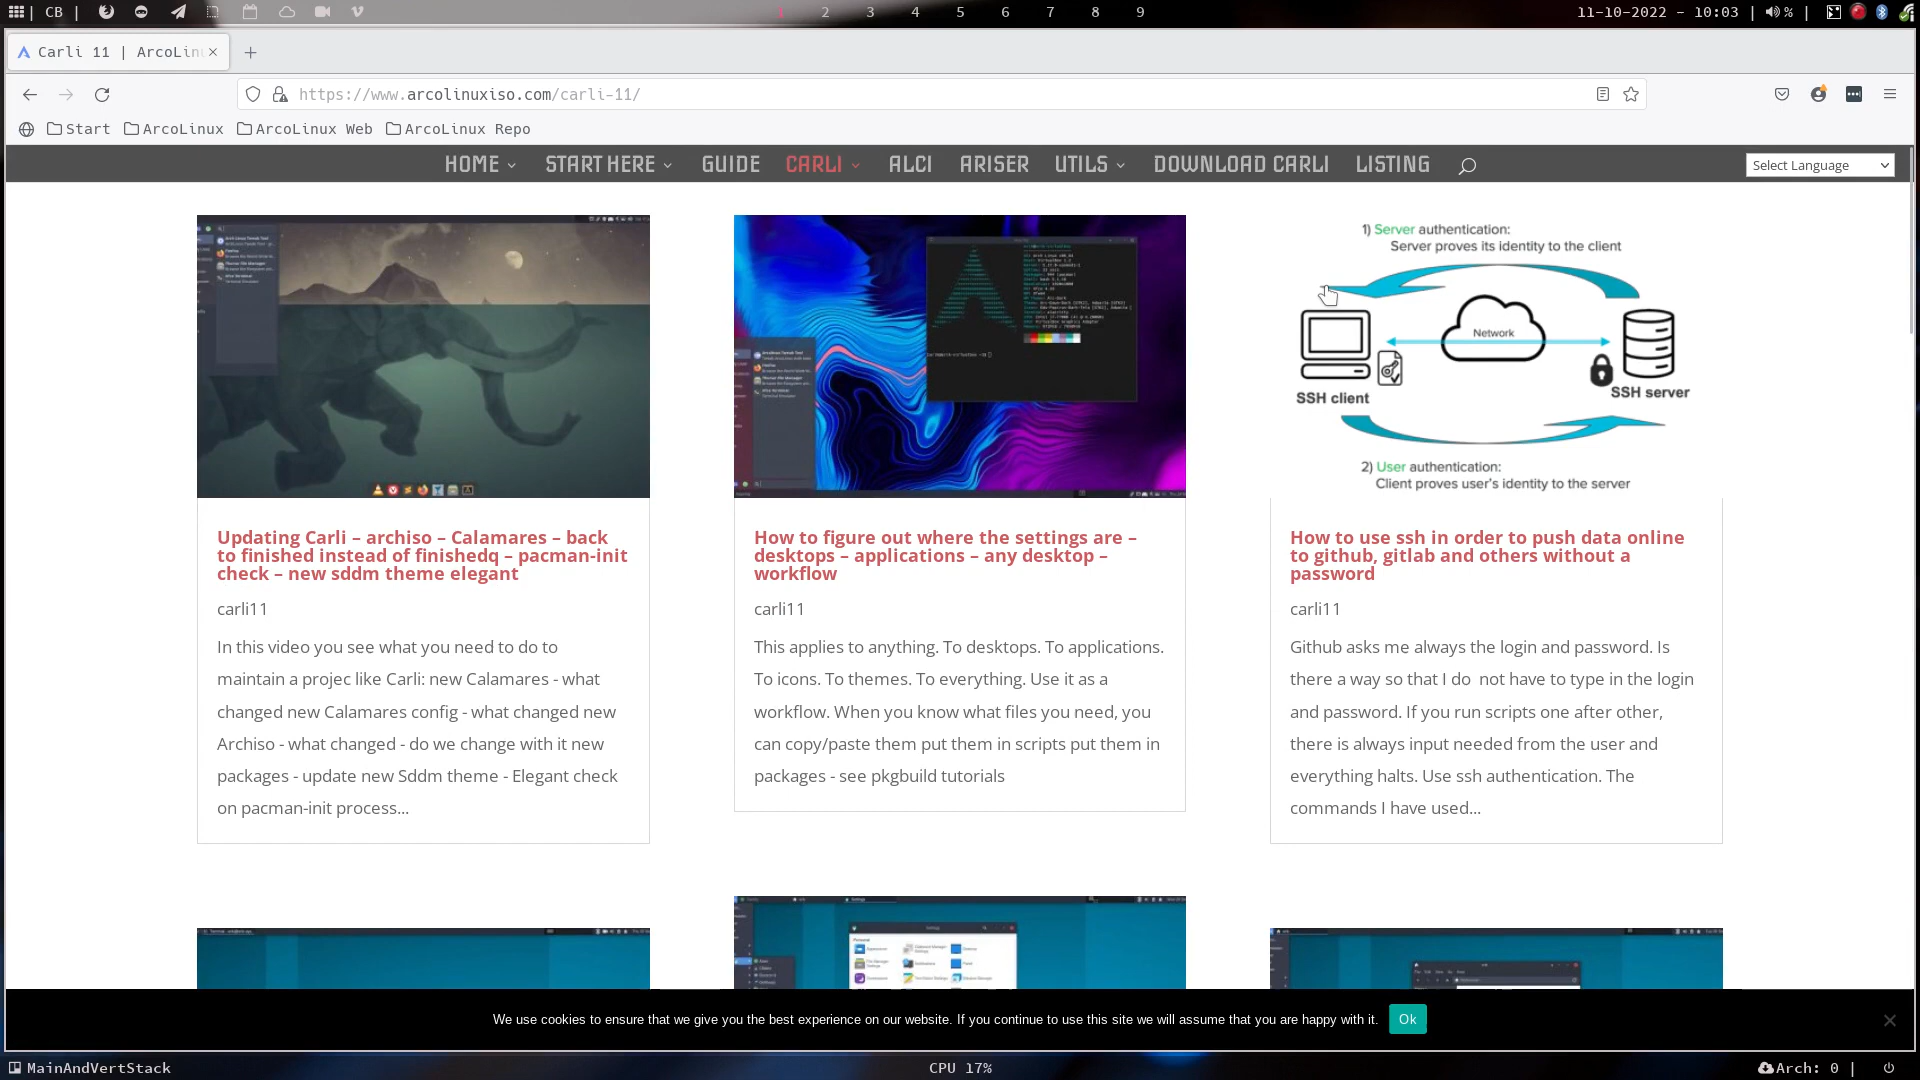 | CB |
1 2 3 4 5 6 7 8 9
11-10-2022 - 10:03 | % |
Carli 11 | ArcoLin
https://www.arcolinuxiso.com/carli-11/
Start ArcoLinux ArcoLinux Web ArcoLinux Repo
HOME START HERE GUIDE CARLI ALCI ARISER UTILS DOWNLOAD CARLI LISTING
Select Language
1) Server authentication:
Server proves its identity to the client
Network
SSH client
SSH server
2) User authentication:
Client proves user's identity to the server
Updating Carli – archiso – Calamares – back
to finished instead of finishedq – pacman-init
check – new sddm theme elegant
carli11
In this video you see what you need to do to
maintain a projec like Carli: new Calamares - what
changed new Calamares config - what changed new
Archiso - what changed - do we change with it new
packages - update new Sddm theme - Elegant check
on pacman-init process...
How to figure out where the settings are –
desktops – applications – any desktop –
workflow
carli11
This applies to anything. To desktops. To applications.
To icons. To themes. To everything. Use it as a
workflow. When you know what files you need, you
can copy/paste them put them in scripts put them in
packages - see pkgbuild tutorials
How to use ssh in order to push data online
to github, gitlab and others without a
password
carli11
Github asks me always the login and password. Is
there a way so that I do  not have to type in the login
and password. If you run scripts one after other,
there is always input needed from the user and
everything halts. Use ssh authentication. The
commands I have used...
We use cookies to ensure that we give you the best experience on our website. If you continue to use this site we will assume that you are happy with it. Ok
MainAndVertStack
CPU 17%
Arch: 0 |